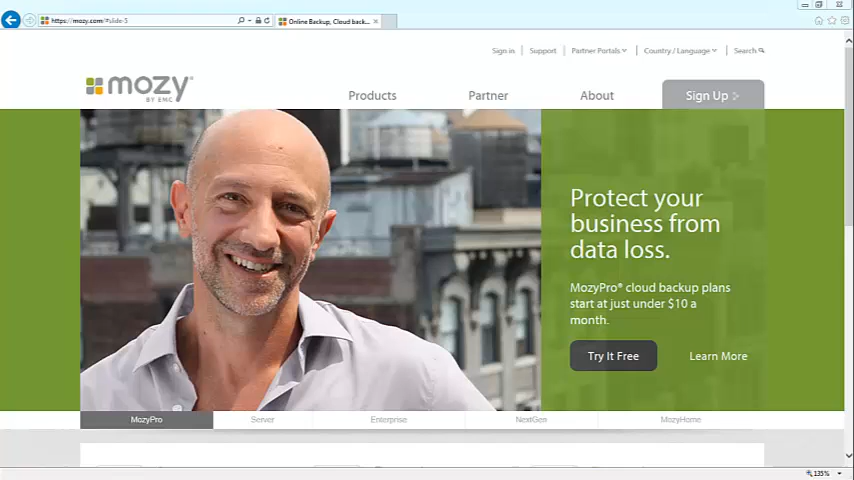 https://mozy.com/#slide-5
Online Backup, Cloud back...
Sign in
Support
Partner Portals
Country / Language
Search
mozy
BY EMC
Products
Partner
About
Sign Up
Protect your
business from
data loss.
MozyPro® cloud backup plans
start at just under $10 a
month.
Try It Free
Learn More
MozyPro
Server
Enterprise
NextGen
MozyHome
135%